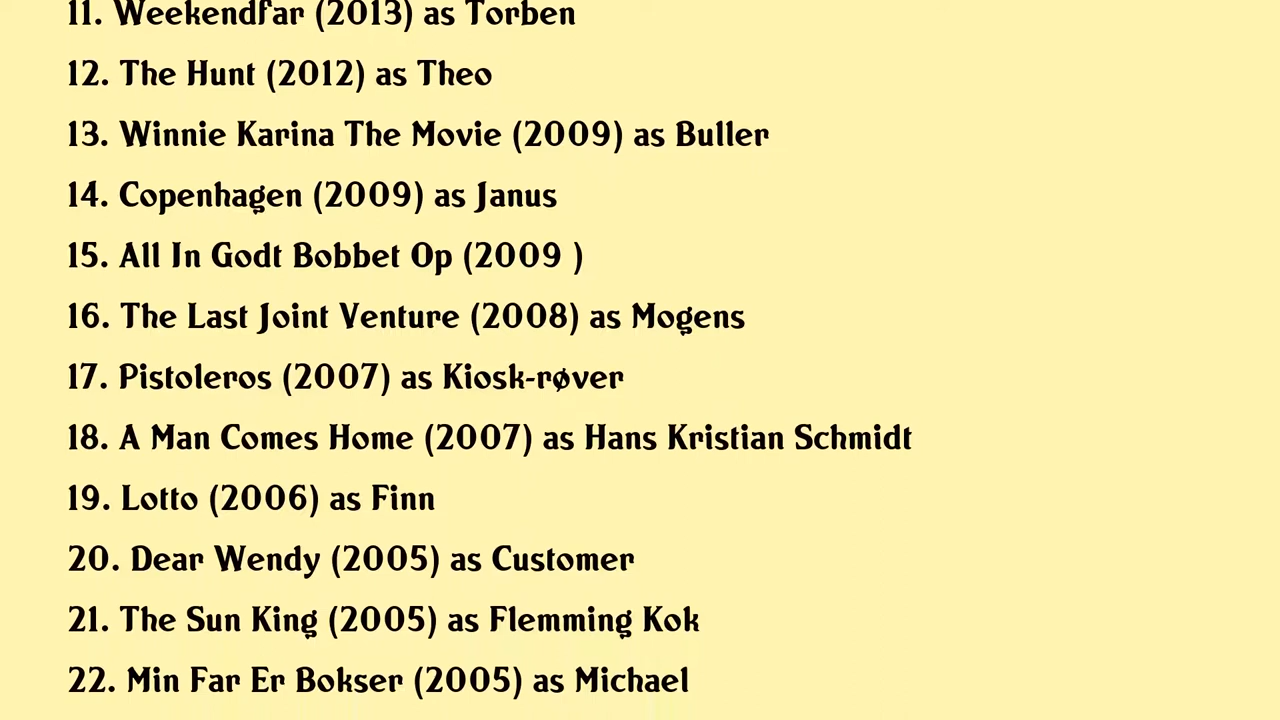 11. Weekendfar (2013) as Torben
12. The Hunt (2012) as Theo
13. Winnie Karina The Movie (2009) as Buller
14. Copenhagen (2009) as Janus
15. All In Godt Bobbet Op (2009 )
16. The Last Joint Venture (2008) as Mogens
17. Pistoleros (2007) as Kiosk-røver
18. A Man Comes Home (2007) as Hans Kristian Schmidt
19. Lotto (2006) as Finn
20. Dear Wendy (2005) as Customer
21. The Sun King (2005) as Flemming Kok
22. Min Far Er Bokser (2005) as Michael